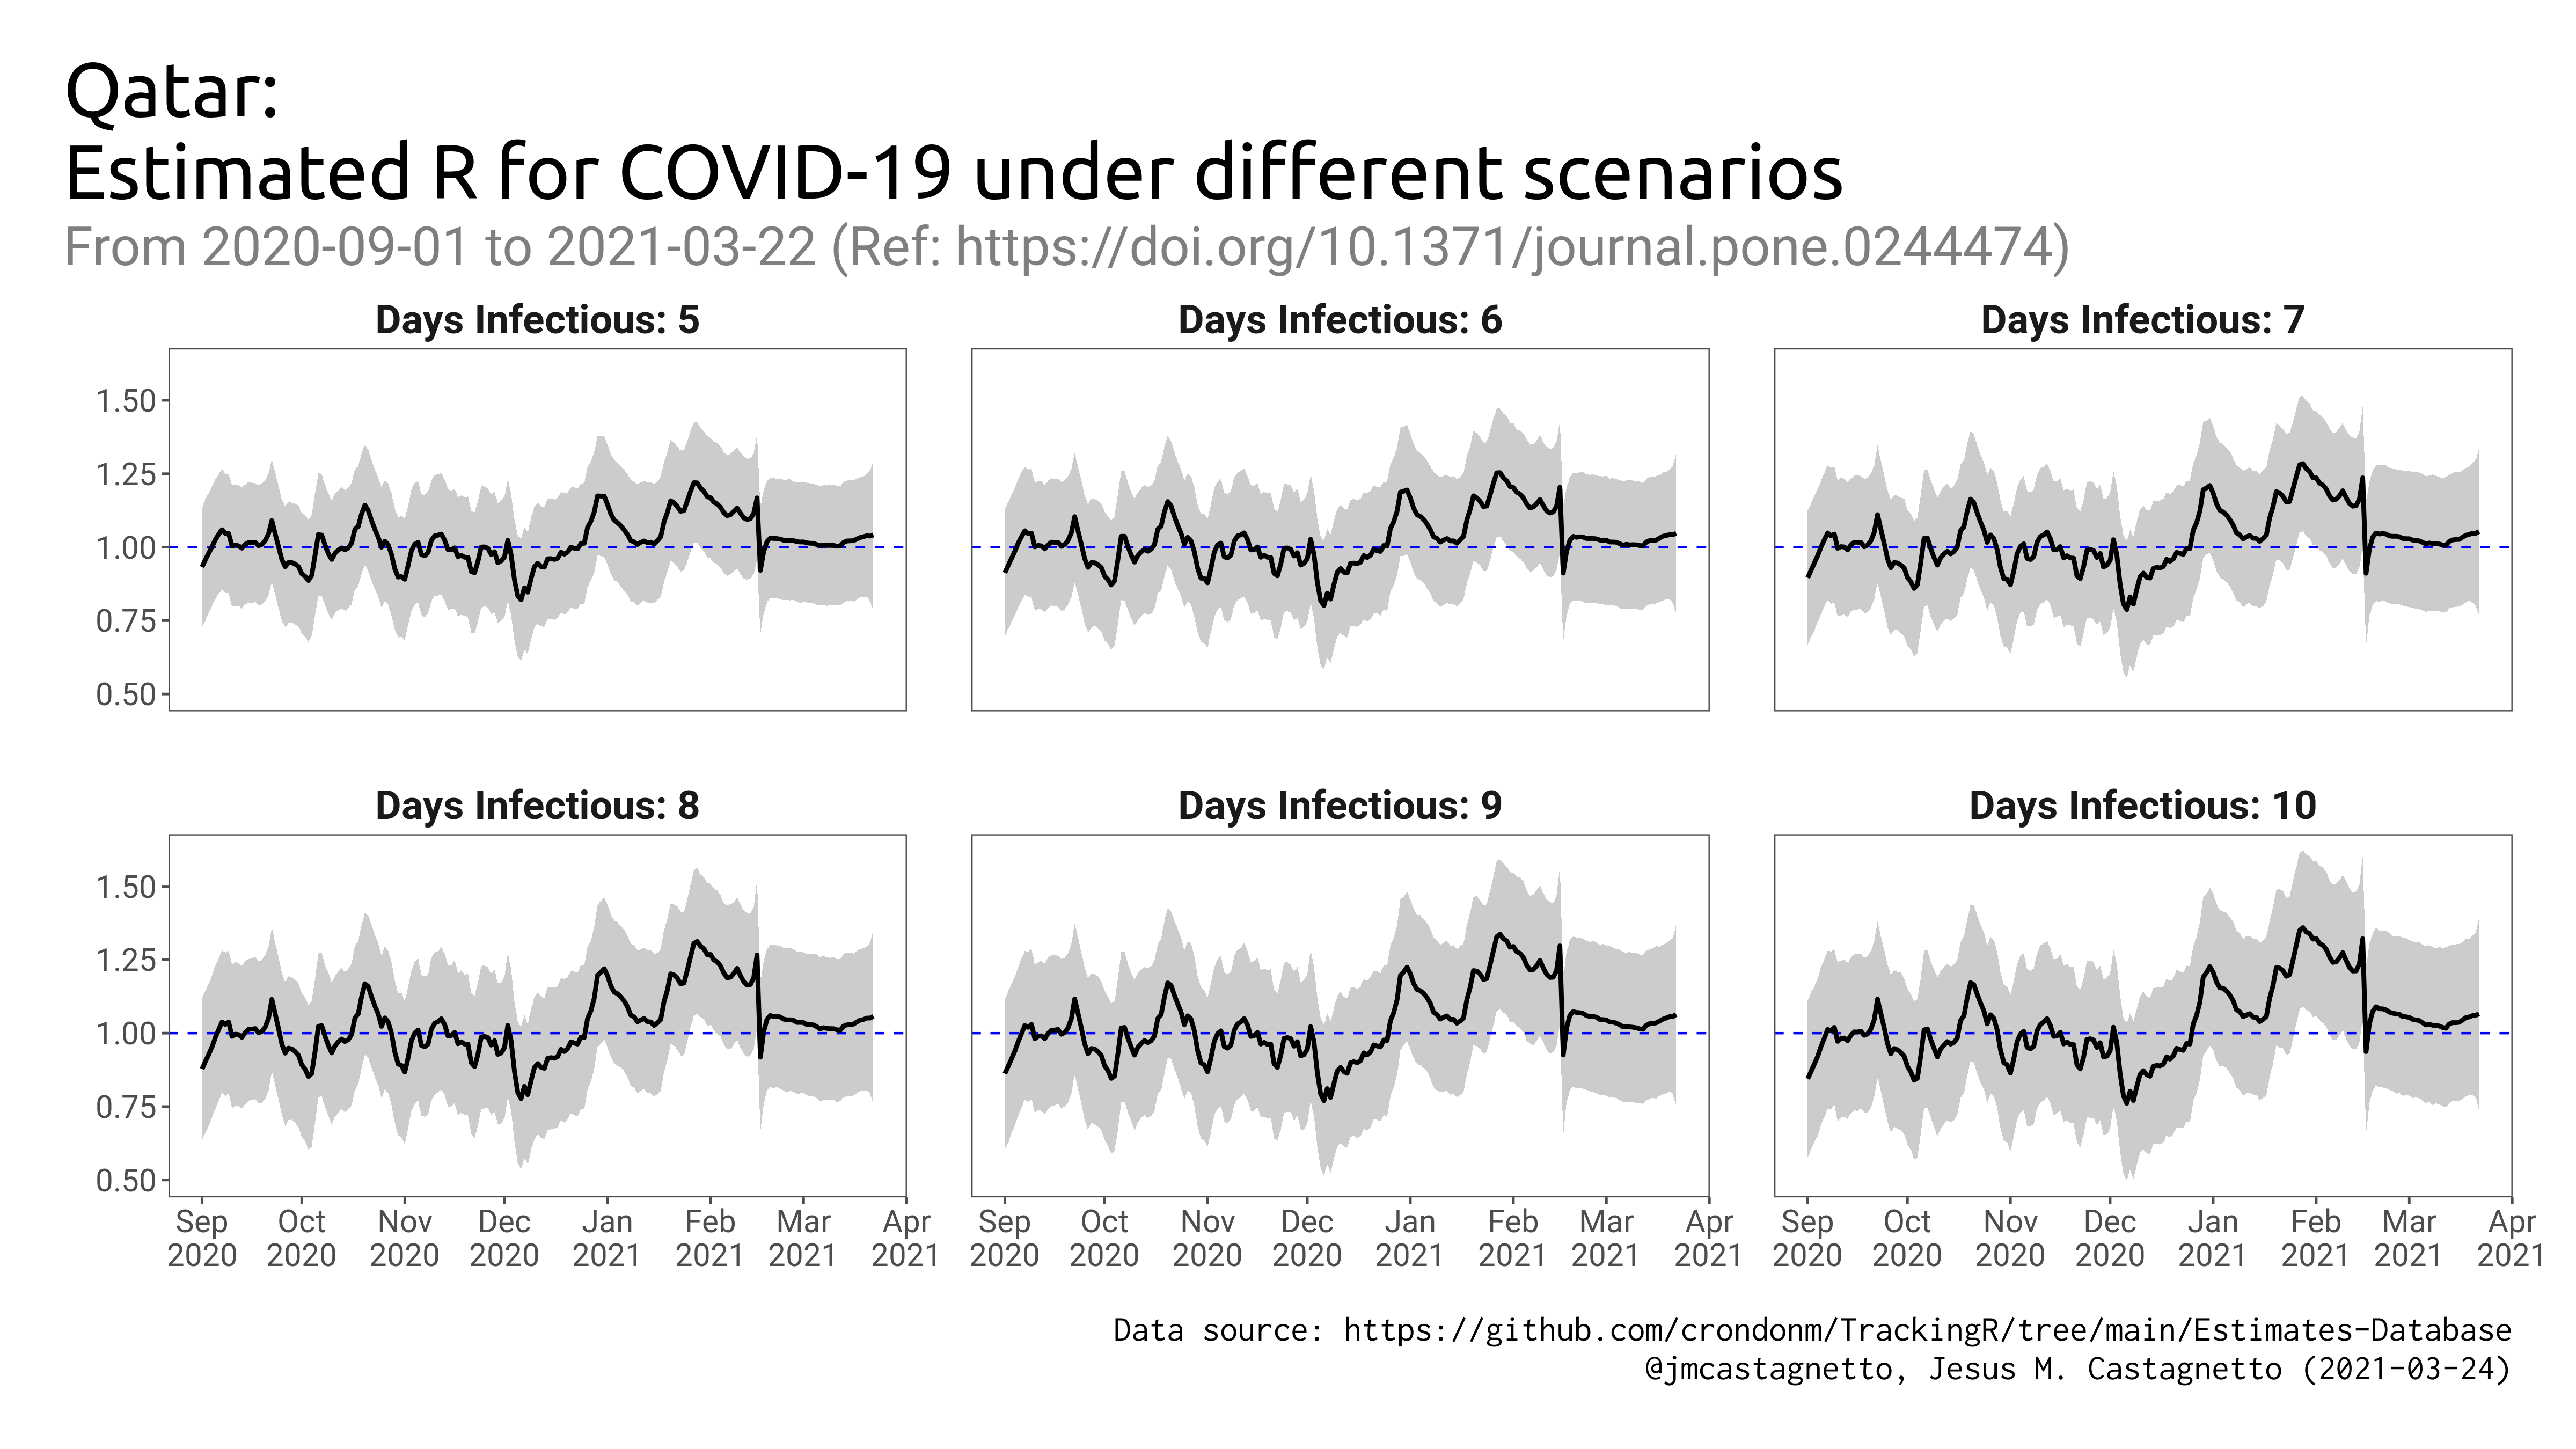 Qatar:
Estimated R for COVID-19 under different scenarios
From 2020-09-01 to 2021-03-22 (Ref: https://doi.org/10.1371/journal.pone.0244474)
Days Infectious: 5
Days Infectious: 6
Days Infectious: 7
1.50
1.25
1.00
0.75
0.50
Days Infectious: 8
Days Infectious: 9
Days Infectious: 10
1.50
1.25
1.00
0.75
0.50
Sep Oct Nov Dec Jan Feb Mar Apr
2020 2020 2020 2020 2021 2021 2021 2021
Sep Oct Nov Dec Jan Feb Mar Apr
2020 2020 2020 2020 2021 2021 2021 2021
Sep Oct Nov Dec Jan Feb Mar Apr
2020 2020 2020 2020 2021 2021 2021 2021
Data source: https://github.com/crondonm/TrackingR/tree/main/Estimates-Database
@jmcastagnetto, Jesus M. Castagnetto (2021-03-24)